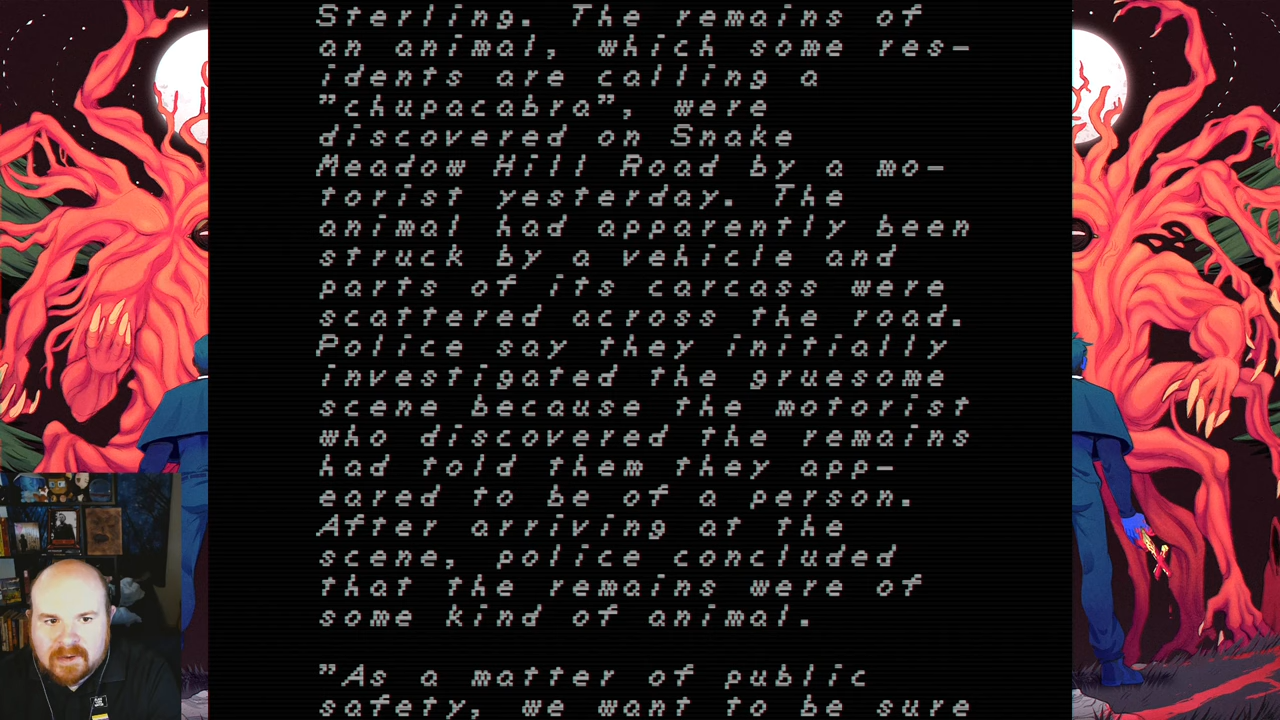 Sterling. The remains of
an animal, which some res-
idents are calling a
"chupacabra", were
discovered on Snake
Meadow Hill Road by a mo-
torist yesterday. The
animal had apparently been
struck by a vehicle and
parts of its carcass were
scattered across the road.
Police say they initially
investigated the gruesome
scene because the motorist
who discovered the remains
had told them they app-
eared to be of a person.
After arriving at the
scene, police concluded
that the remains were of
some kind of animal.
"As a matter of public
safety, we want to be sure